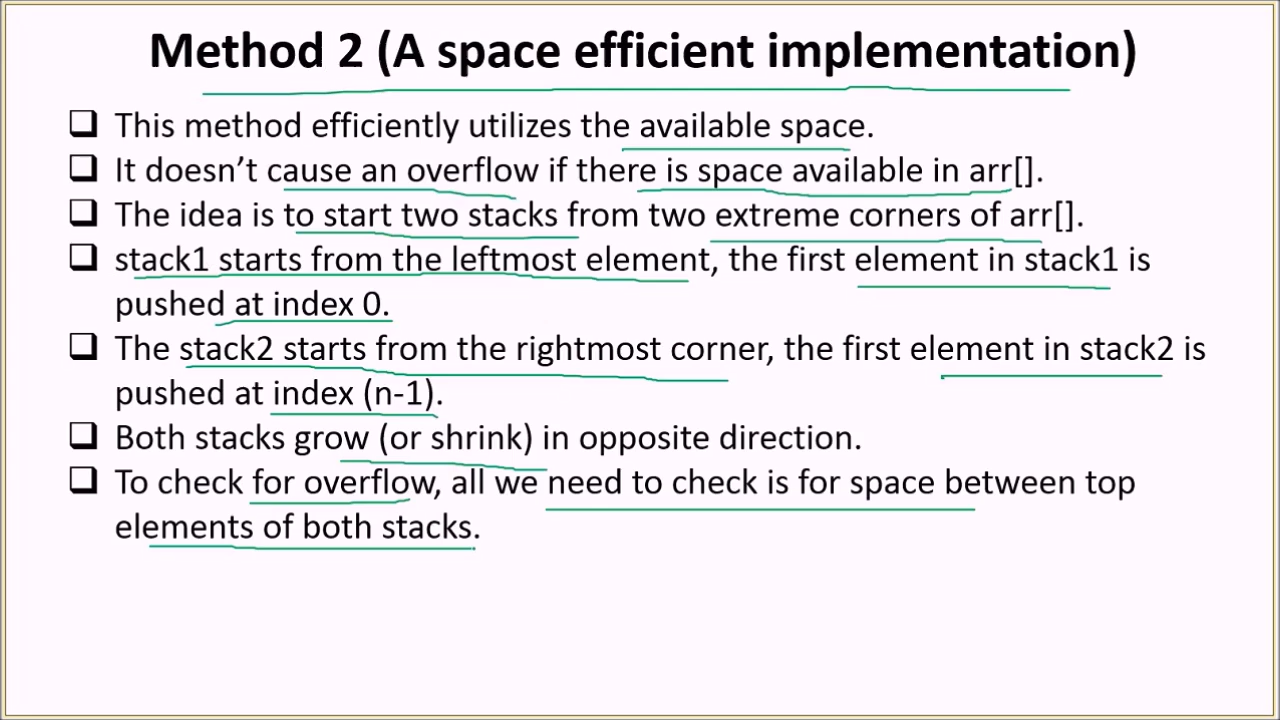 Method 2 (A space efficient implementation)
❑ This method efficiently utilizes the available space.
❑ It doesn’t cause an overflow if there is space available in arr[].
❑ The idea is to start two stacks from two extreme corners of arr[].
❑ stack1 starts from the leftmost element, the first element in stack1 is
pushed at index 0.
❑ The stack2 starts from the rightmost corner, the first element in stack2 is
pushed at index (n-1).
❑ Both stacks grow (or shrink) in opposite direction.
❑ To check for overflow, all we need to check is for space between top
elements of both stacks.